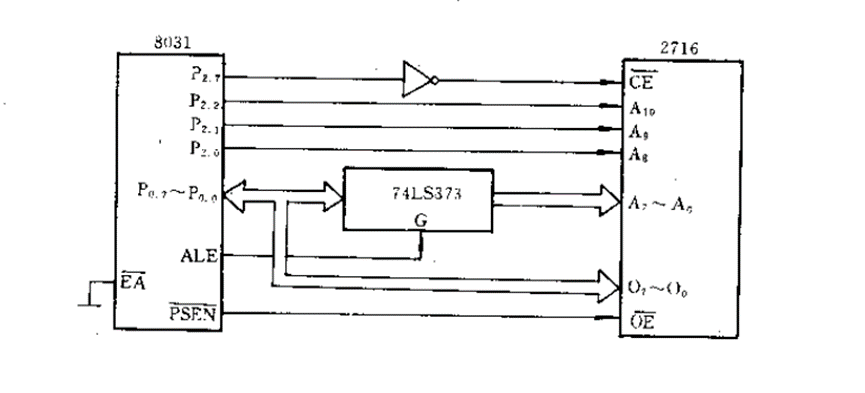 8031
2716
P2.7
CE
P2.2
A10
P2.1
A9
P2.0
A8
P0.7~P0.0
74LS373
A7~A0
G
ALE
EA
O7~O0
PSEN
OE